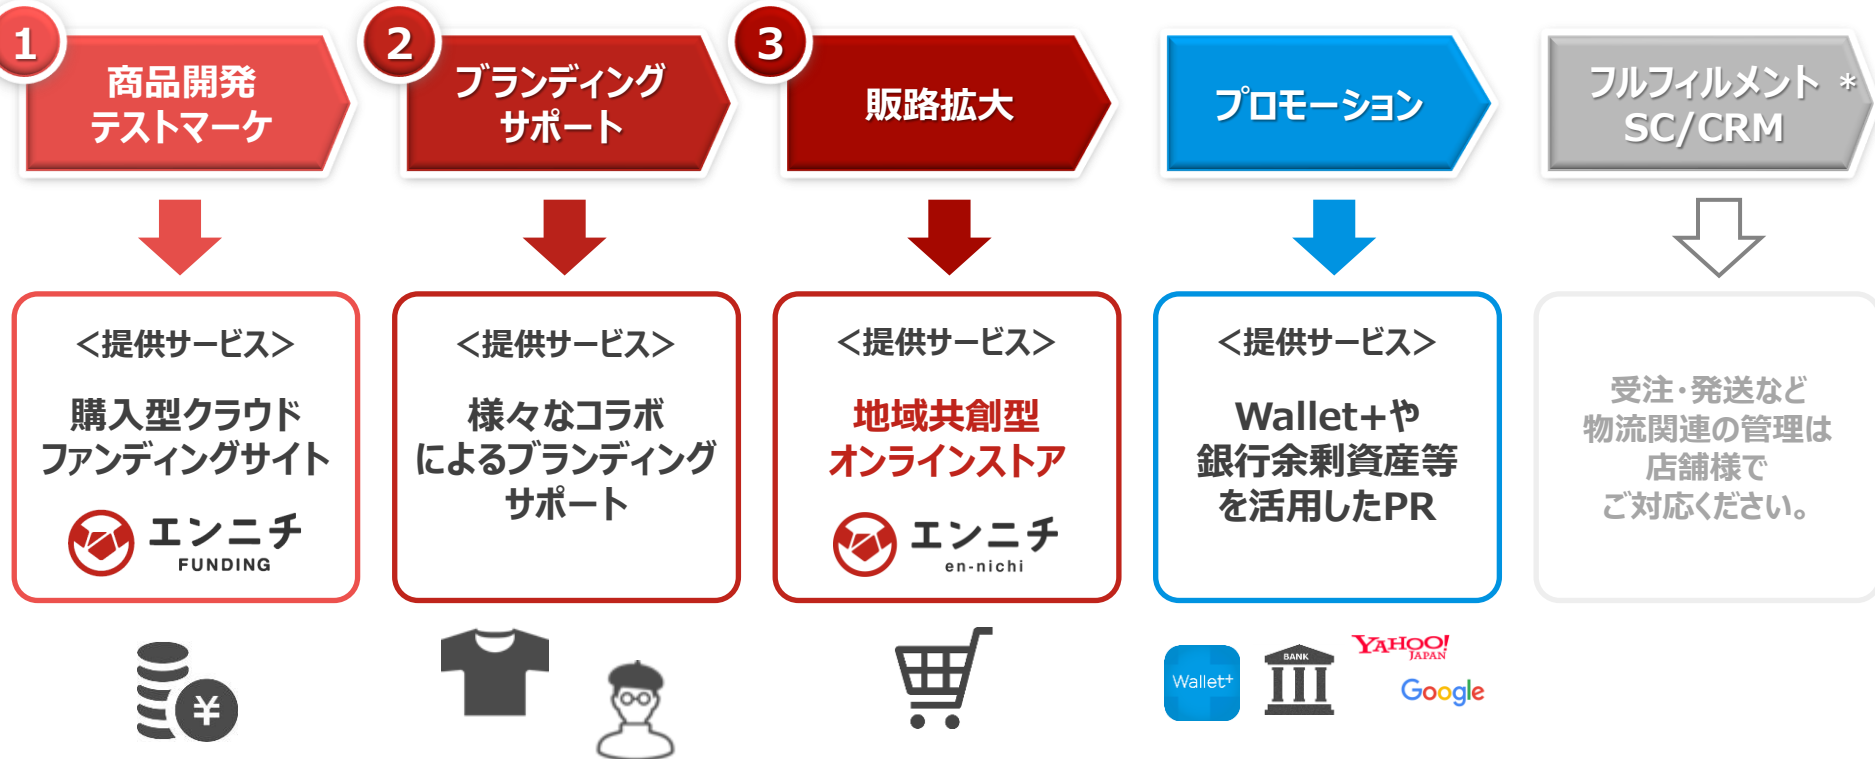 1
商品開発
テストマーケ
2
ブランディング
サポート
3
販路拡大
プロモーション
フルフィルメント *
SC/CRM
＜提供サービス＞
購入型クラウド
ファンディングサイト
エンニチ
FUNDING
＜提供サービス＞
様々なコラボ
によるブランディング
サポート
＜提供サービス＞
地域共創型
オンラインストア
エンニチ
en-nichi
＜提供サービス＞
Wallet+や
銀行余剰資産等
を活用したPR
受注・発送など
物流関連の管理は
店舗様で
ご対応ください。
¥
Wallet+
BANK
YAHOO!
JAPAN
Google